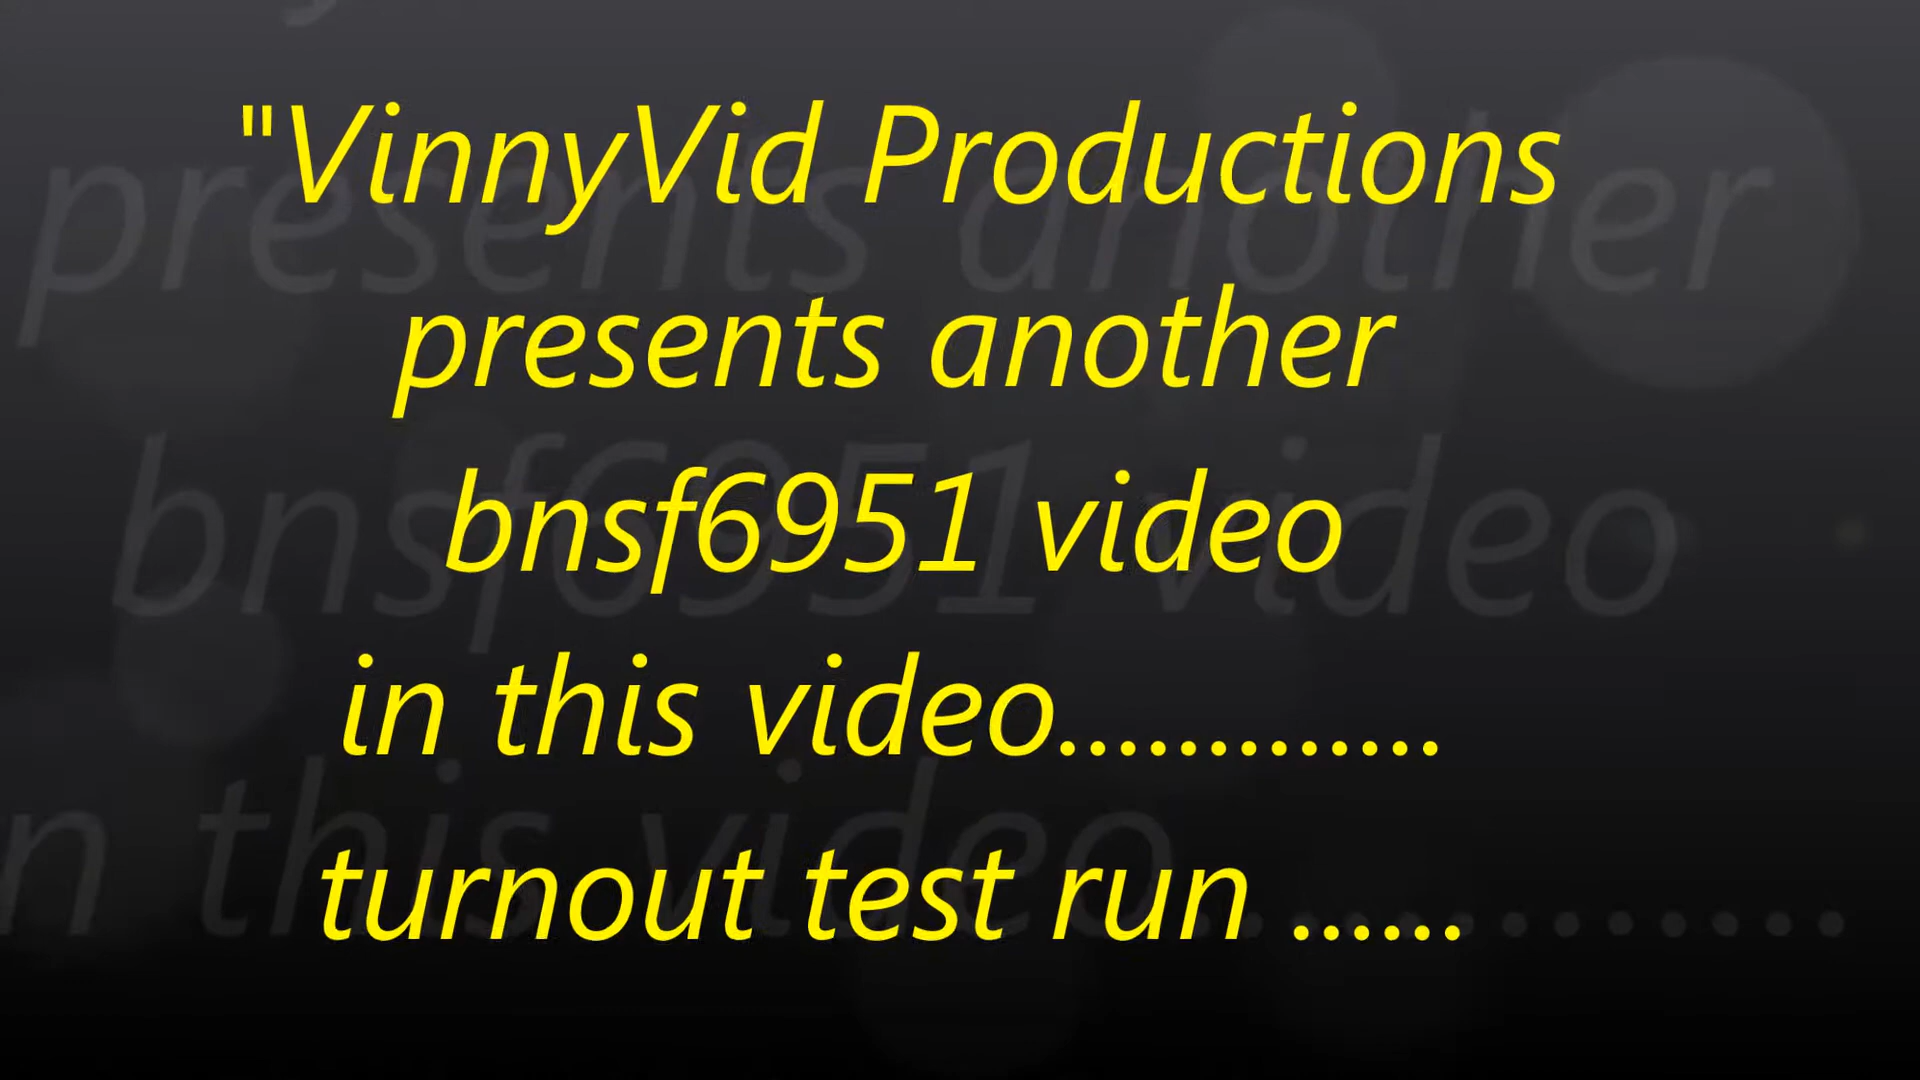 "VinnyVid Productions
presents another
bnsf6951 video
in this video.............
turnout test run ......